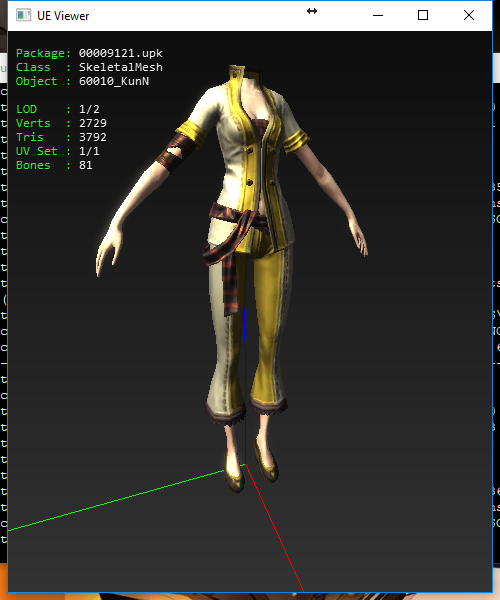 UE Viewer
Package: 00009121.upk
Class : SkeletalMesh
Object : 60010_KunN
LOD : 1/2
Verts : 2729
Tris : 3792
UV Set : 1/1
Bones : 81